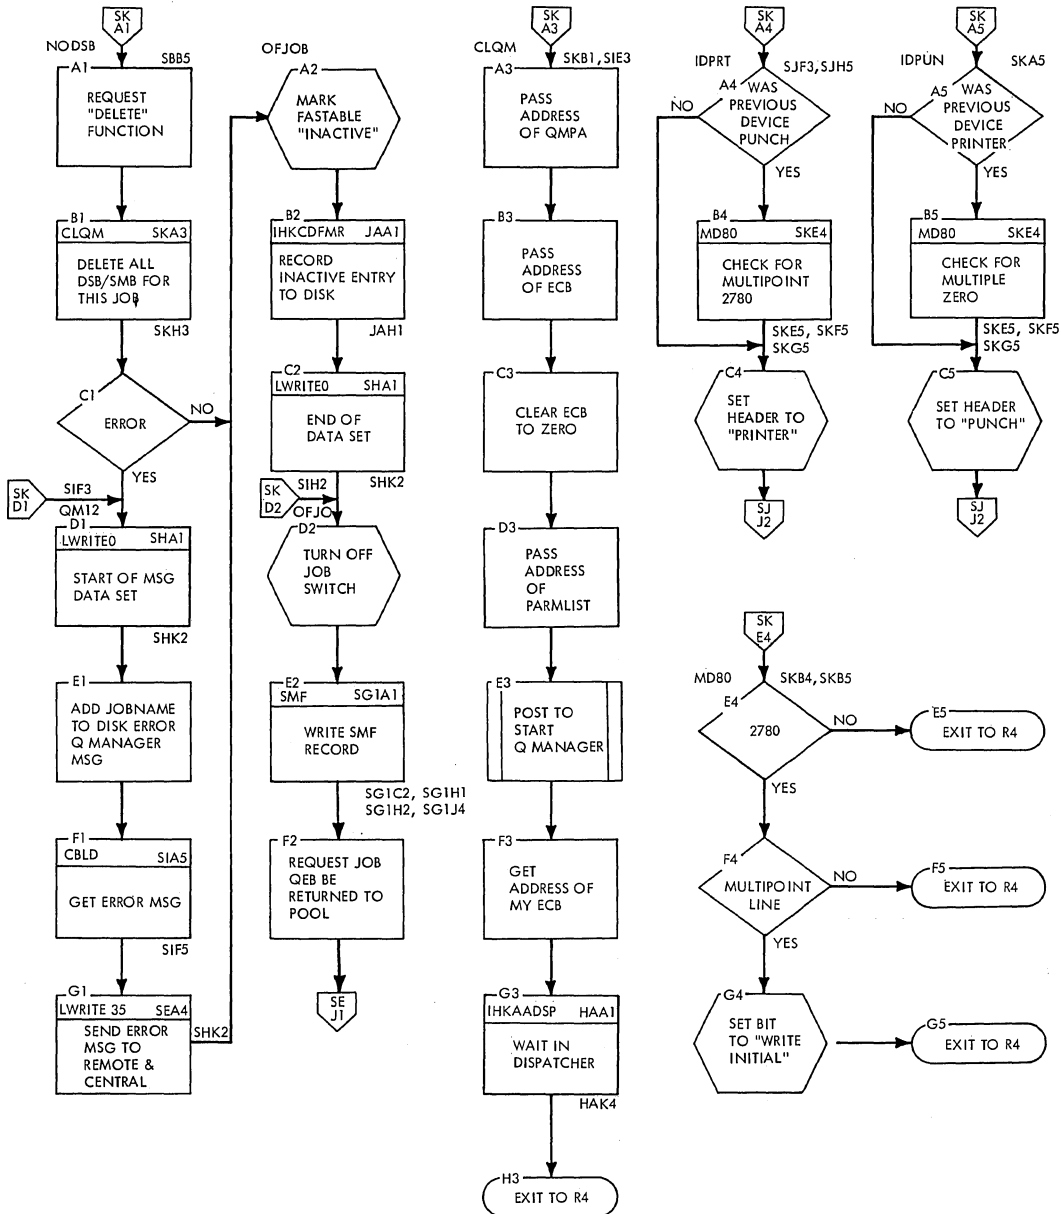 SK
A1
NODSB
SBB5
A1
REQUEST
"DELETE"
FUNCTION
B1
CLQM SKA3
DELETE ALL
DSB/SMB FOR
THIS JOB
SKH3
C1
ERROR
NO
YES
SK
D1
SIF3
QM12
D1
LWRITE0 SHA1
START OF MSG
DATA SET
SHK2
E1
ADD JOBNAME
TO DISK ERROR
Q MANAGER
MSG
F1
CBLD SIA5
GET ERROR MSG
SIF5
G1
LWRITE 35 SEA4
SEND ERROR
MSG TO
REMOTE &
CENTRAL
SHK2
OFJOB
A2
MARK
FASTABLE
"INACTIVE"
B2
IHKCDFMR JAA1
RECORD
INACTIVE ENTRY
TO DISK
JAH1
C2
LWRITE0 SHA1
END OF
DATA SET
SHK2
SK
D2
SIH2
OFJO
D2
TURN OFF
JOB
SWITCH
E2
SMF SG1A1
WRITE SMF
RECORD
SG1C2, SG1H1
SG1H2, SG1J4
F2
REQUEST JOB
QEB BE
RETURNED TO
POOL
SE
J1
SK
A3
CLQM
SKB1, SIE3
A3
PASS
ADDRESS
OF QMPA
B3
PASS
ADDRESS
OF ECB
C3
CLEAR ECB
TO ZERO
D3
PASS
ADDRESS
OF
PARMLIST
E3
POST TO
START
Q MANAGER
F3
GET
ADDRESS OF
MY ECB
G3
IHKAADSP HAA1
WAIT IN
DISPATCHER
HAK4
H3
EXIT TO R4
SK
A4
IDPRT
SJF3, SJH5
A4
WAS
PREVIOUS
DEVICE
PUNCH
NO
YES
B4
MD80 SKE4
CHECK FOR
MULTIPOINT
2780
SKE5, SKF5
SKG5
C4
SET
HEADER TO
"PRINTER"
SJ
J2
SK
A5
IDPUN
SKA5
A5
WAS
PREVIOUS
DEVICE
PRINTER
NO
YES
B5
MD80 SKE4
CHECK FOR
MULTIPLE
ZERO
SKE5, SKF5
SKG5
C5
SET HEADER
TO "PUNCH"
SJ
J2
SK
E4
MD80
SKB4, SKB5
E4
2780
NO
YES
E5
EXIT TO R4
F4
MULTIPOINT
LINE
NO
YES
F5
EXIT TO R4
G4
SET BIT
TO "WRITE
INITIAL"
G5
EXIT TO R4